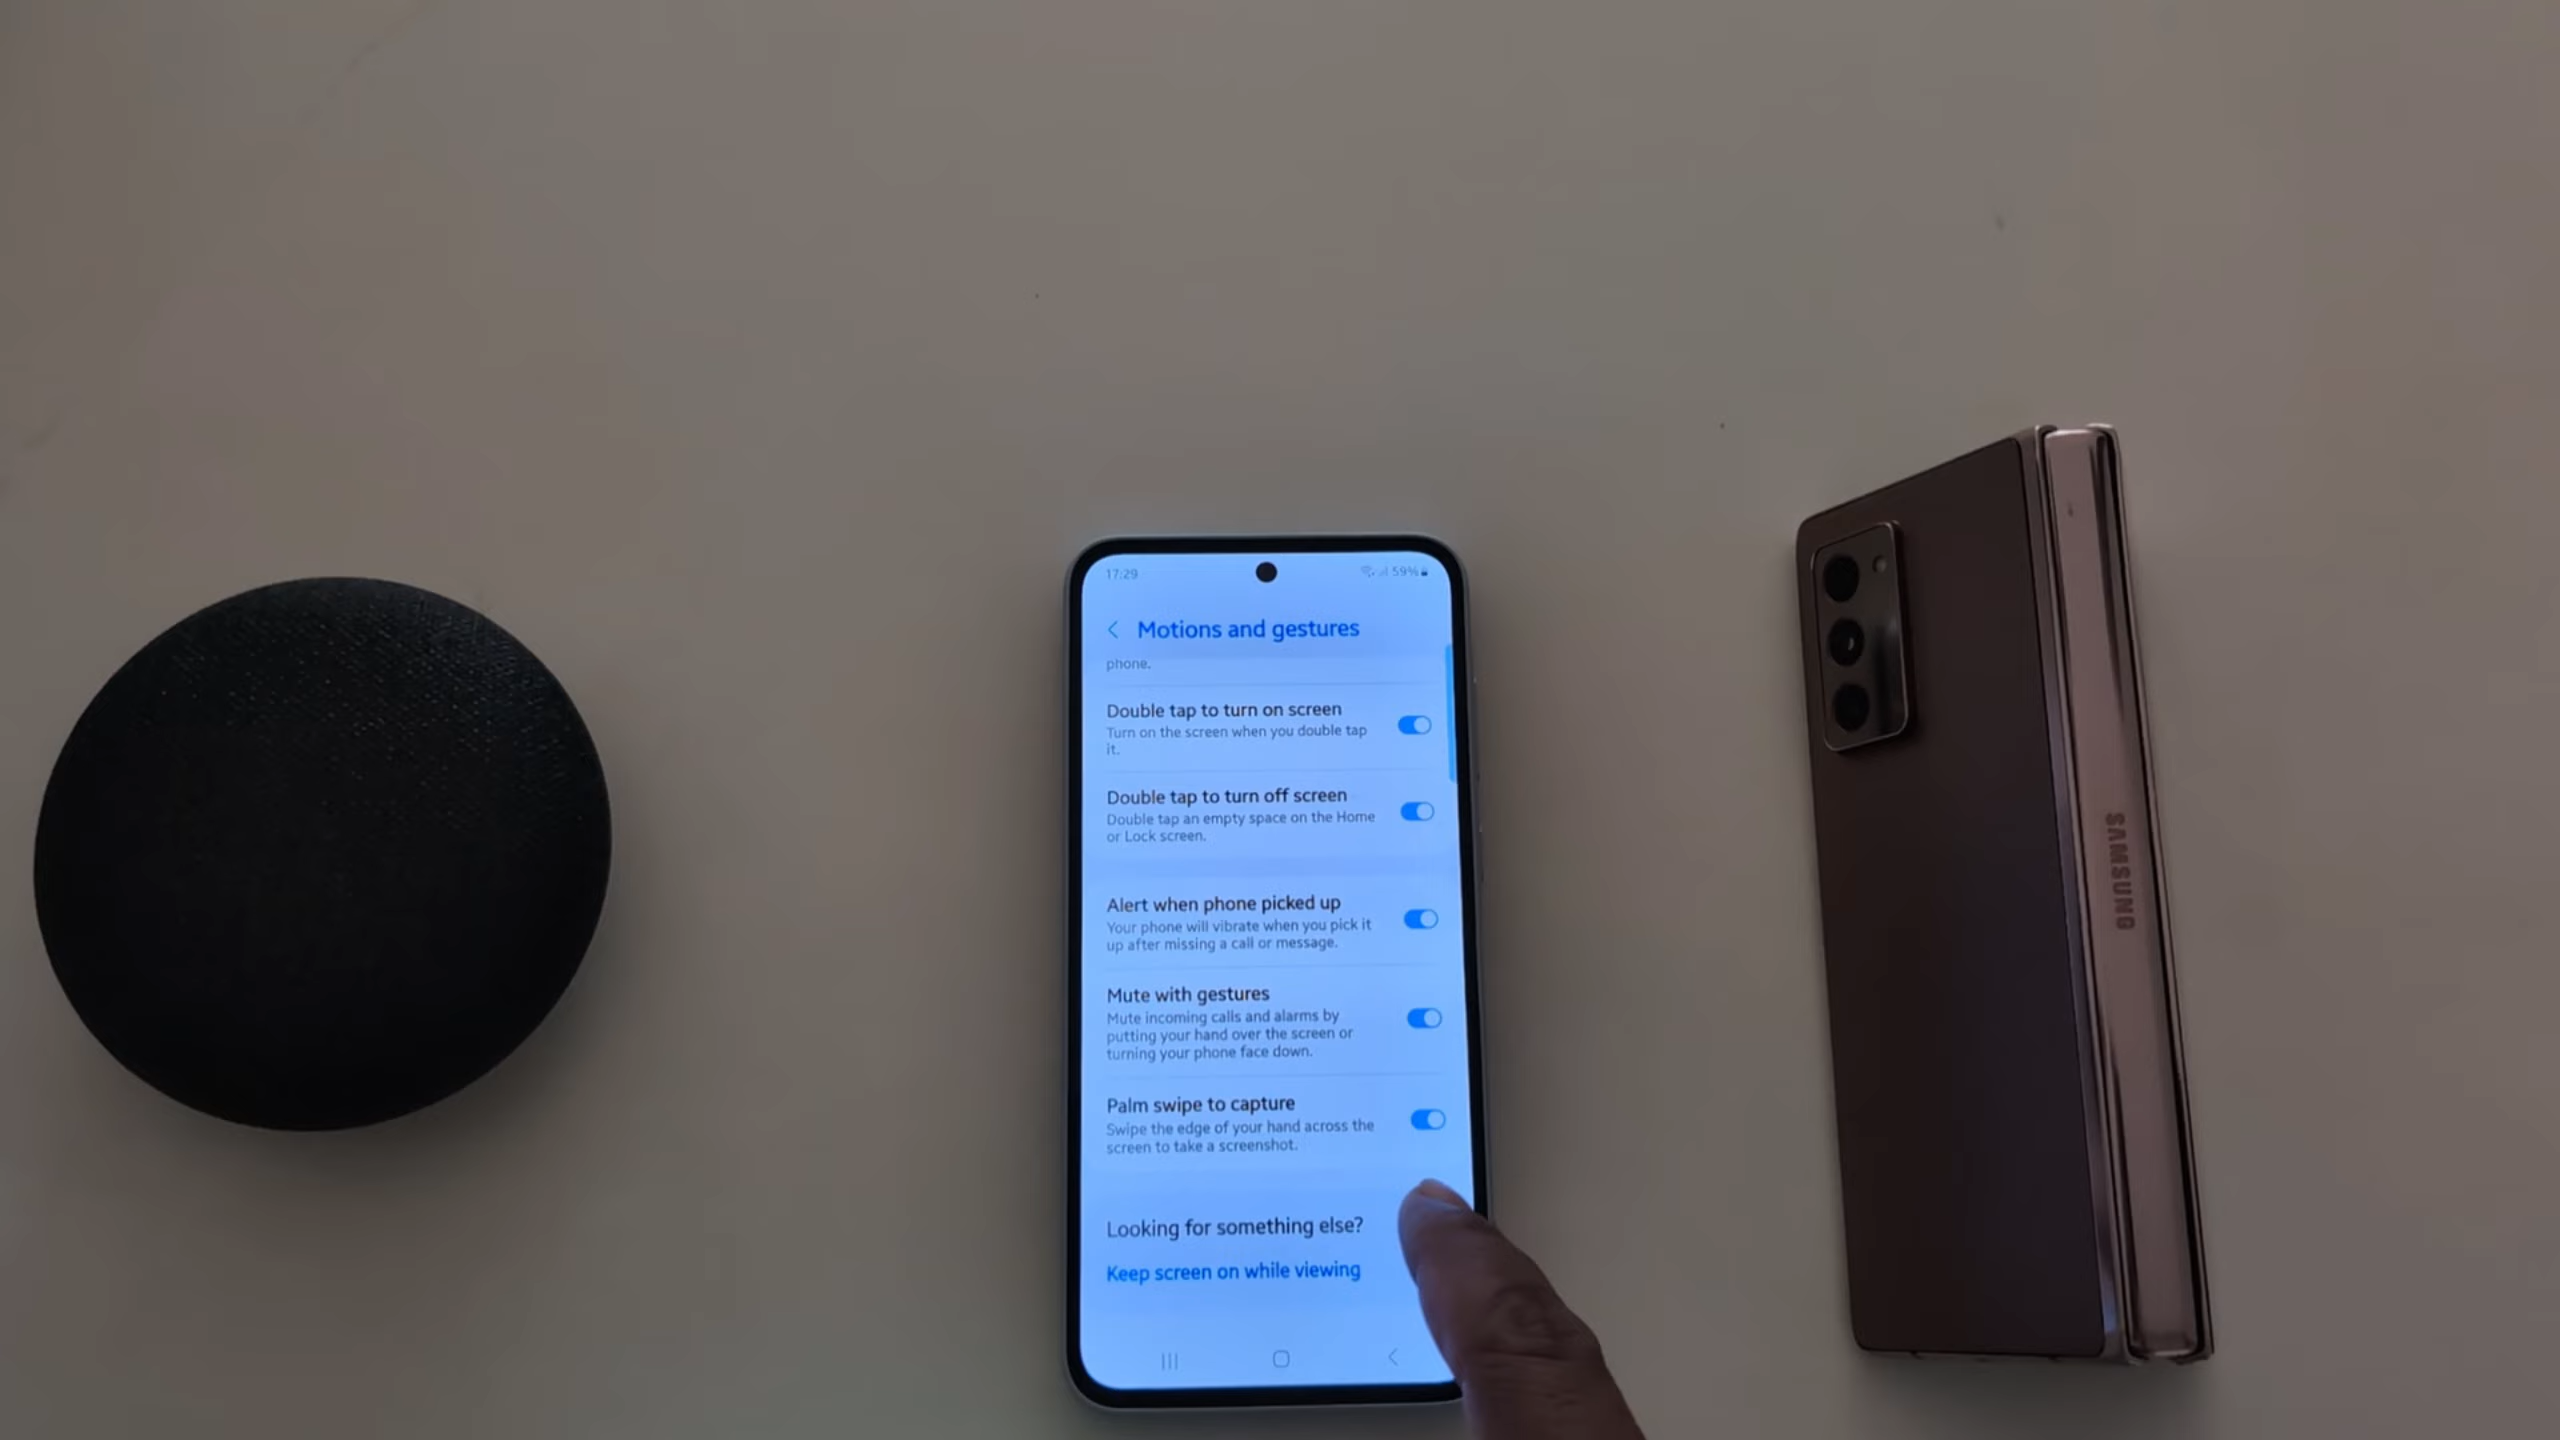 17:29
59%
Motions and gestures
phone.
Double tap to turn on screen
Turn on the screen when you double tap
it.
Double tap to turn off screen
Double tap an empty space on the Home
or Lock screen.
Alert when phone picked up
Your phone will vibrate when you pick it
up after missing a call or message.
Mute with gestures
Mute incoming calls and alarms by
putting your hand over the screen or
turning your phone face down.
Palm swipe to capture
Swipe the edge of your hand across the
screen to take a screenshot.
Looking for something else?
Keep screen on while viewing
SAMSUNG